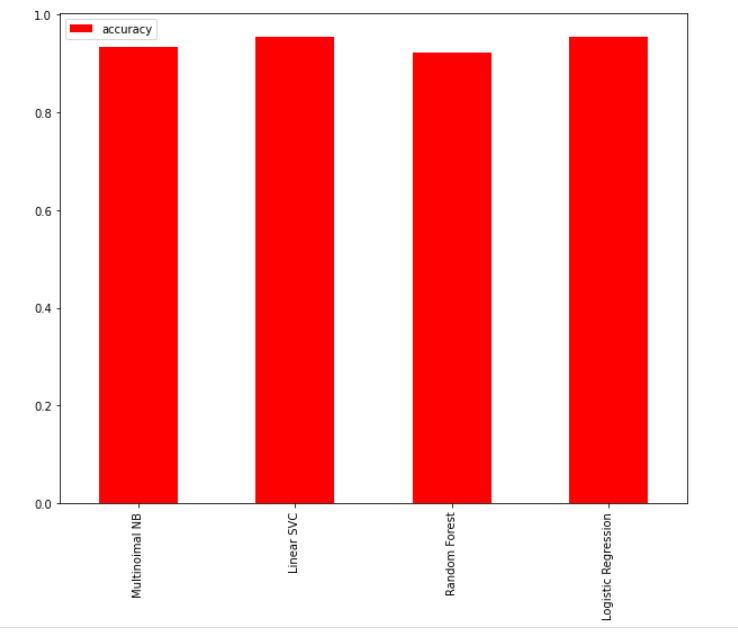 1.0
accuracy
0.8
0.6
0.4
0.2
0.0
Multinoimal NB
Linear SVC
Random Forest
Logistic Regression